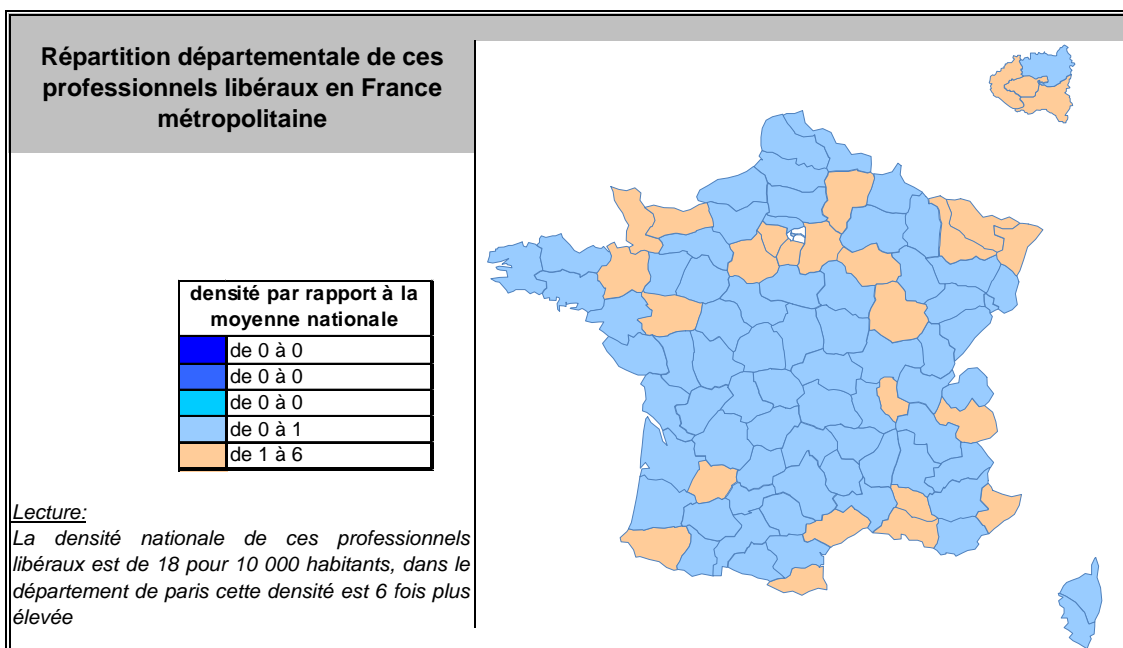 Répartition départementale de ces
professionnels libéraux en France
métropolitaine
densité par rapport à la
moyenne nationale
de 0 à 0
de 0 à 0
de 0 à 0
de 0 à 1
de 1 à 6
Lecture:
La densité nationale de ces professionnels
libéraux est de 18 pour 10 000 habitants, dans le
département de paris cette densité est 6 fois plus
élevée